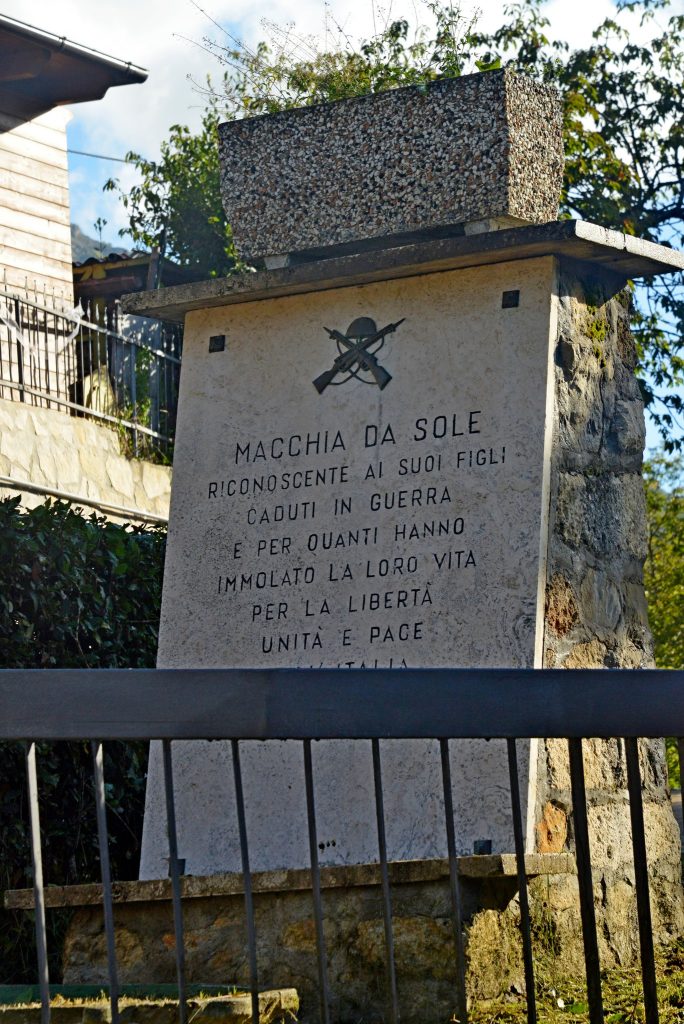 MACCHIA DA SOLE
RICONOSCENTE AI SUOI FIGLI
CADUTI IN GUERRA
E PER QUANTI HANNO
IMMOLATO LA LORO VITA
PER LA LIBERTÀ
UNITÀ E PACE
ITALIA